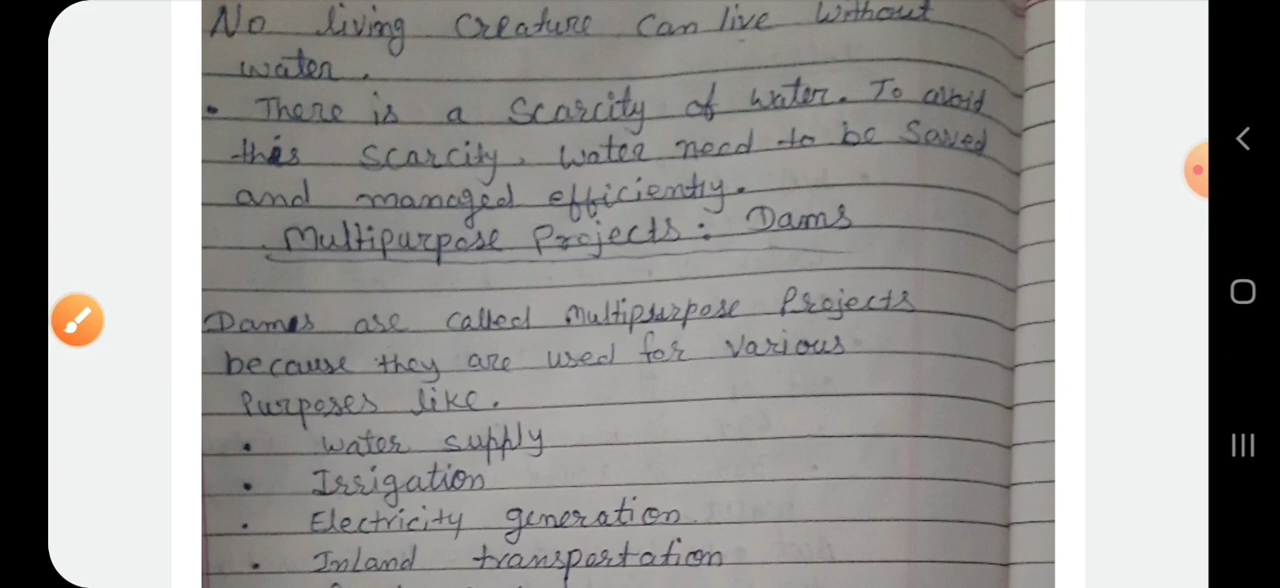 No living Creature Can live Without
water.
• There is a Scarcity of water. To avoid
this Scarcity, Water need to be Saved
and managed efficiently.
Multipurpose Projects: Dams
Dams are called Multipurpose Projects
because they are used for various
Purposes like.
• Water supply
• Irrigation
• Electricity generation
• Inland transportation